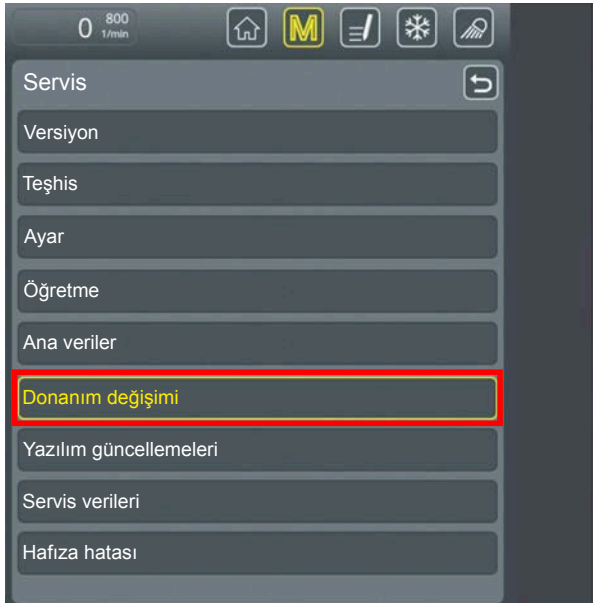 0 800
1/min
M
Servis
Versiyon
Teşhis
Ayar
Öğretme
Ana veriler
Donanım değişimi
Yazılım güncellemeleri
Servis verileri
Hafıza hatası